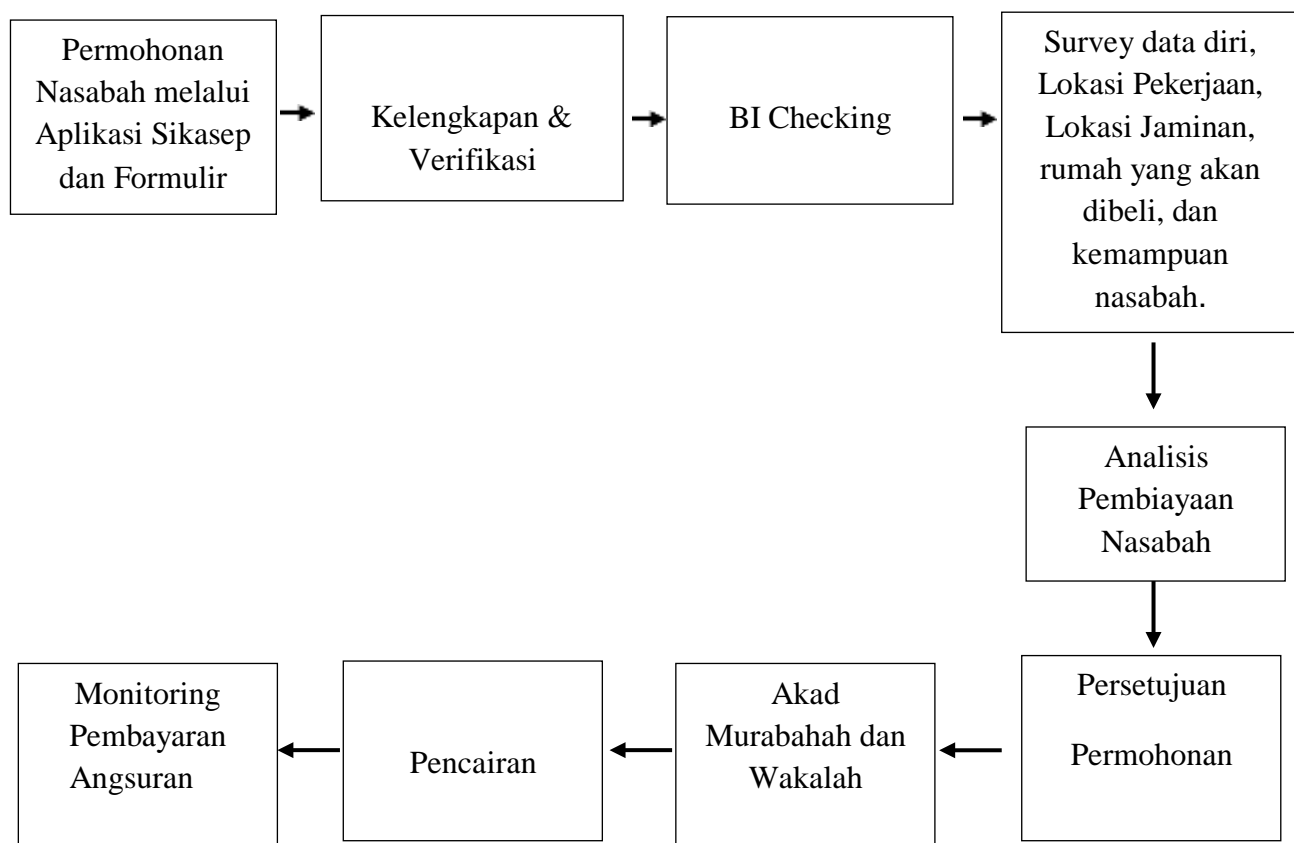 Permohonan
Nasabah melalui
Aplikasi Sikasep
dan Formulir
Kelengkapan &
Verifikasi
BI Checking
Survey data diri,
Lokasi Pekerjaan,
Lokasi Jaminan,
rumah yang akan
dibeli, dan
kemampuan
nasabah.
Analisis
Pembiayaan
Nasabah
Persetujuan
Permohonan
Akad
Murabahah dan
Wakalah
Pencairan
Monitoring
Pembayaran
Angsuran